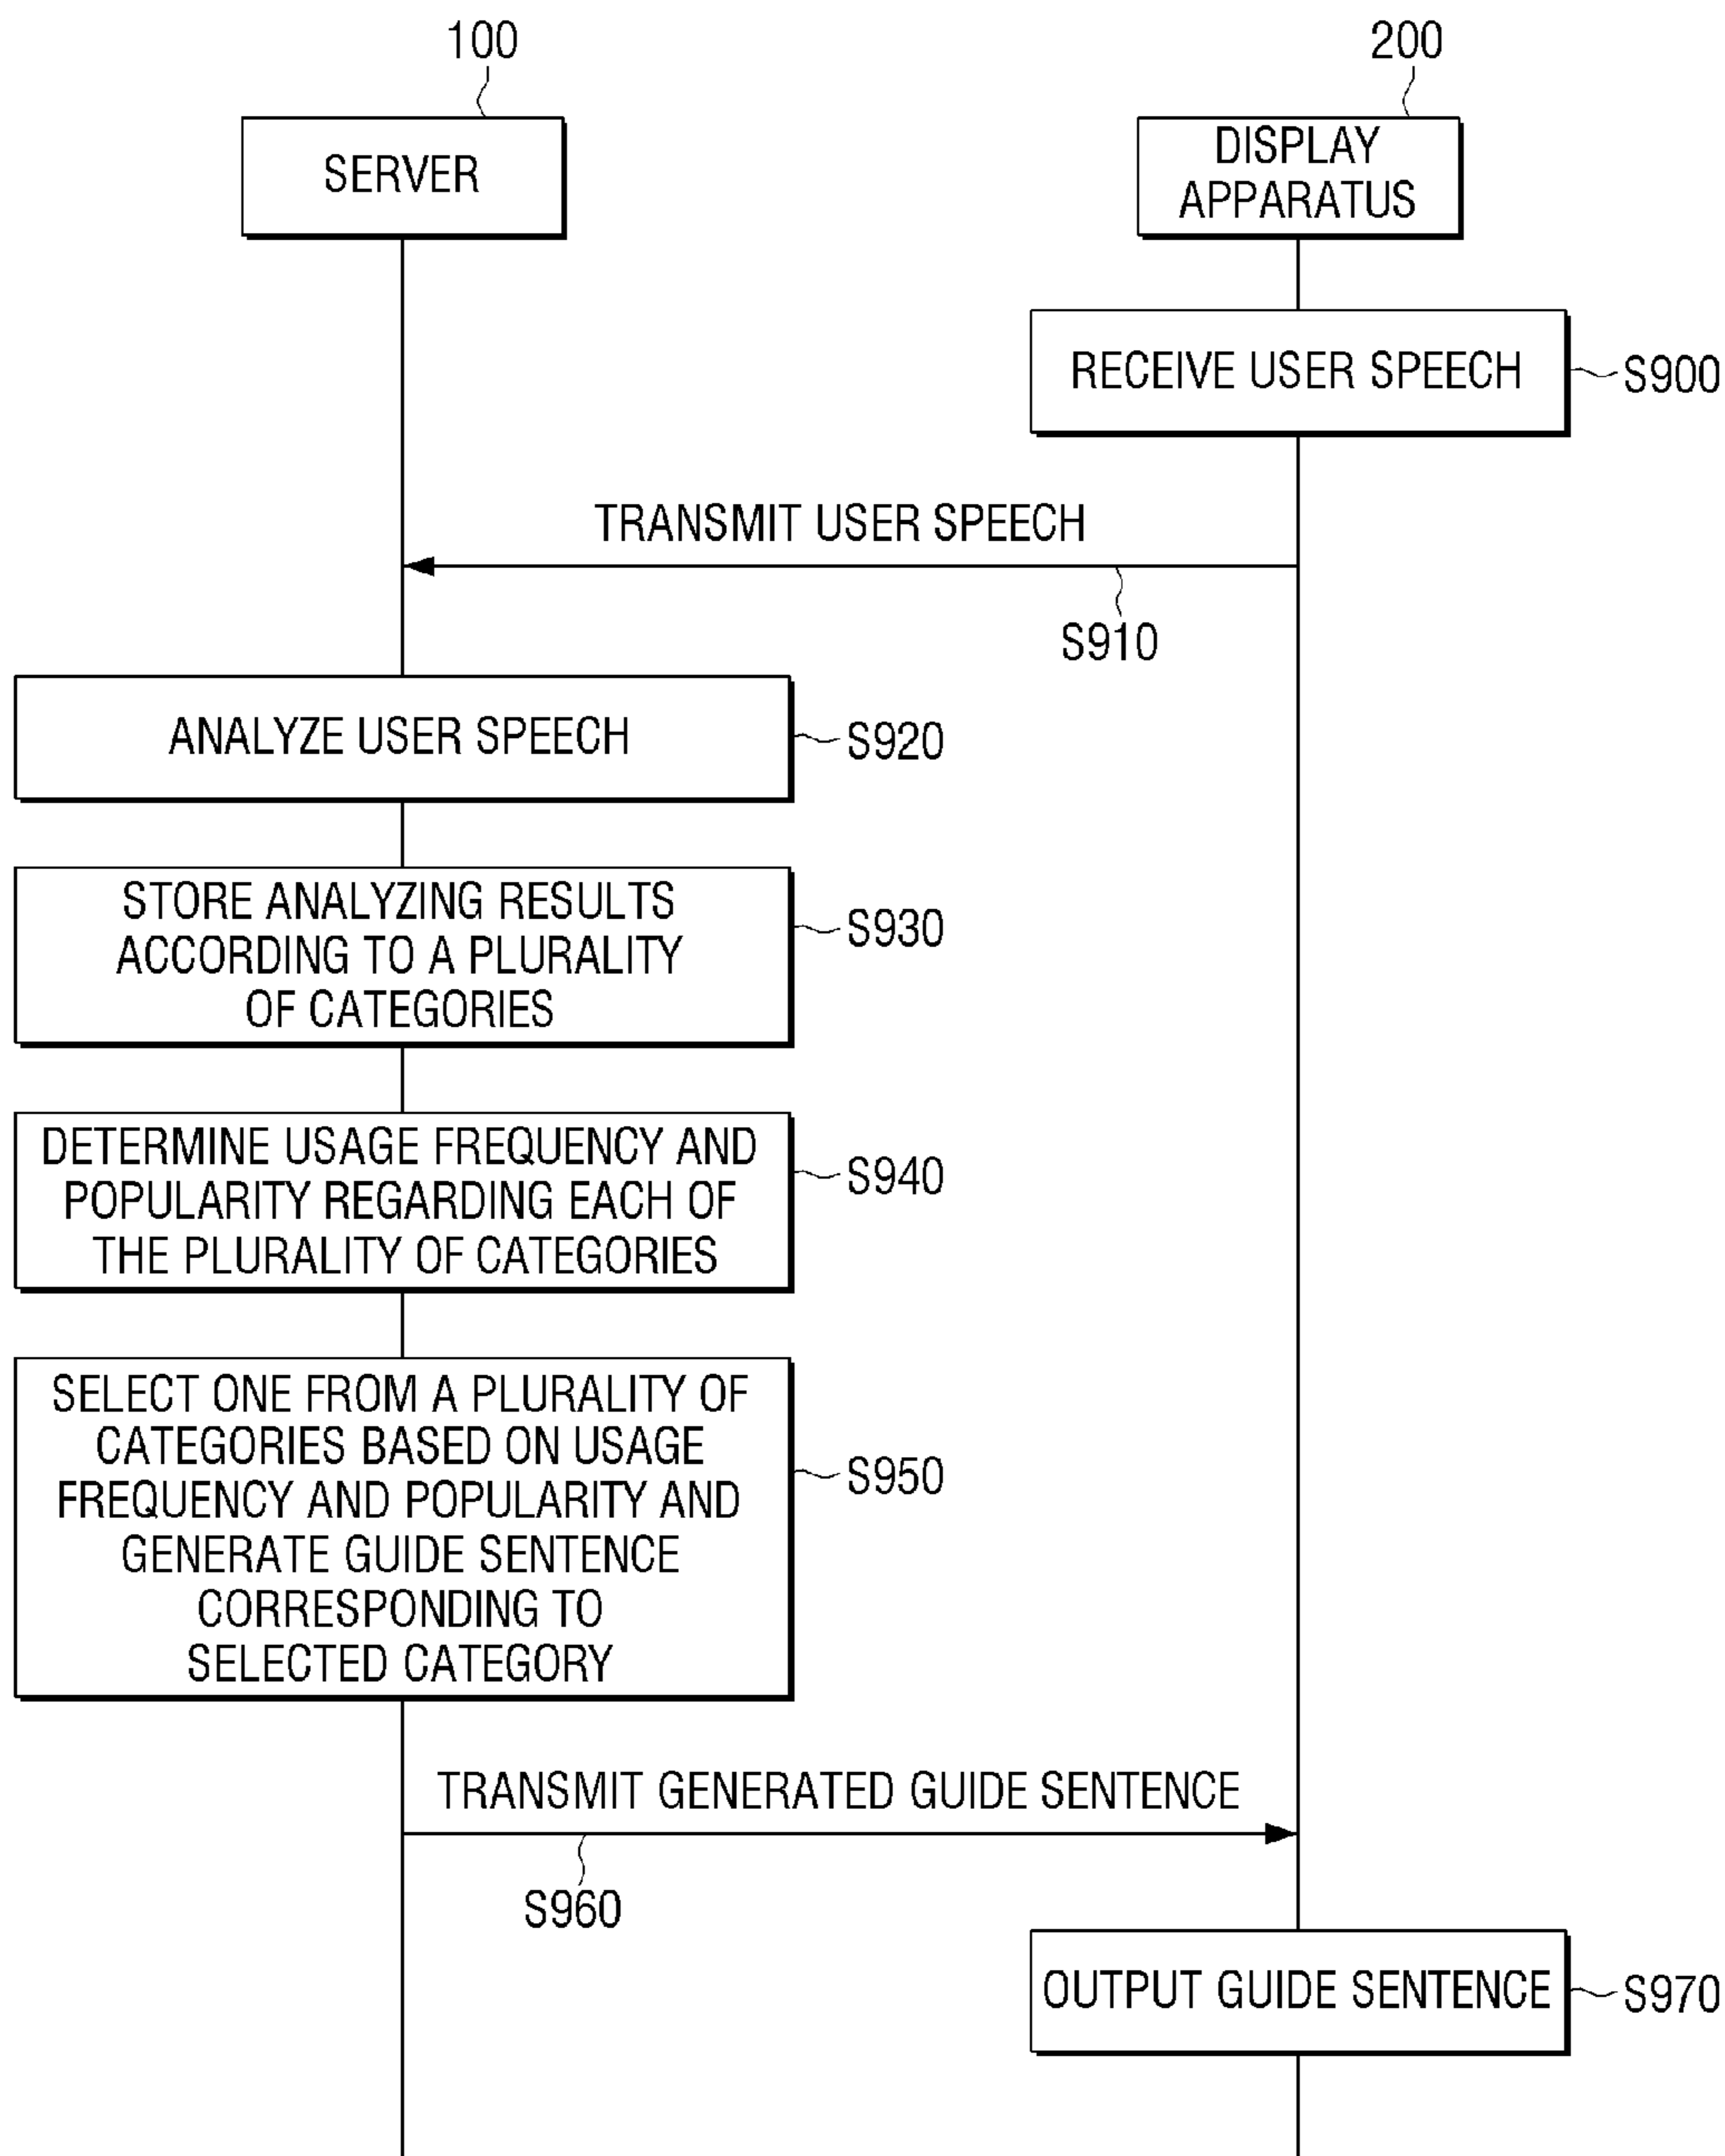 100
200
SERVER
DISPLAY
APPARATUS
RECEIVE USER SPEECH
S900
TRANSMIT USER SPEECH
S910
ANALYZE USER SPEECH
S920
STORE ANALYZING RESULTS
ACCORDING TO A PLURALITY
OF CATEGORIES
S930
DETERMINE USAGE FREQUENCY AND
POPULARITY REGARDING EACH OF
THE PLURALITY OF CATEGORIES
S940
SELECT ONE FROM A PLURALITY OF
CATEGORIES BASED ON USAGE
FREQUENCY AND POPULARITY AND
GENERATE GUIDE SENTENCE
CORRESPONDING TO
SELECTED CATEGORY
S950
TRANSMIT GENERATED GUIDE SENTENCE
S960
OUTPUT GUIDE SENTENCE
S970